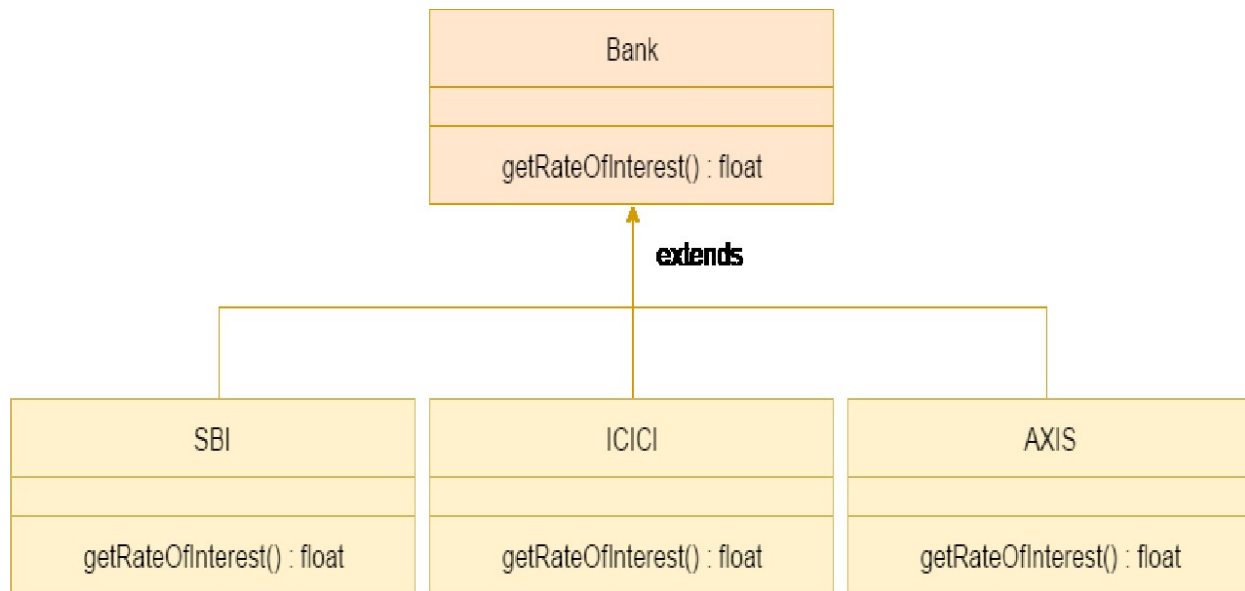 Bank
getRateOfInterest() : float
extends
SBI
ICICI
AXIS
getRateOfInterest() : float
getRateOfInterest() : float
getRateOfInterest() : float